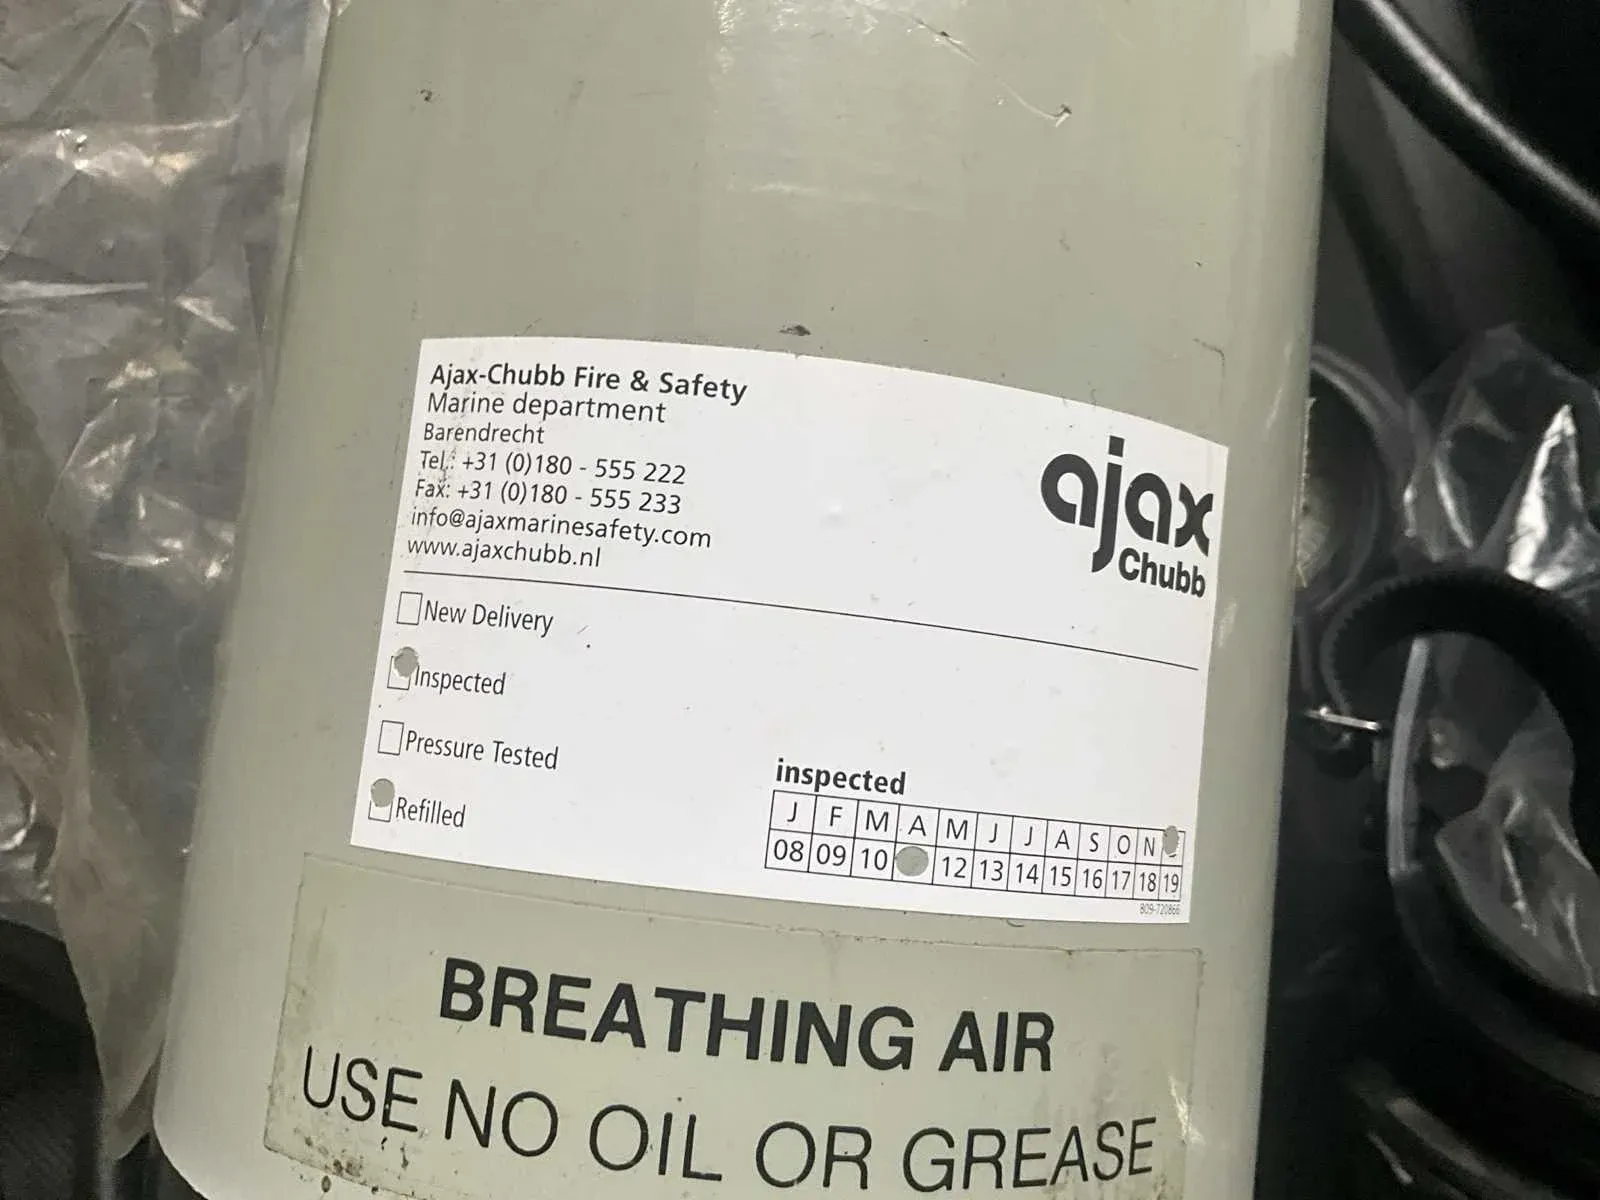 Ajax-Chubb Fire & Safety
Marine department
Barendrecht
Tel.: +31 (0)180 - 555 222
Fax: +31 (0)180 - 555 233
info@ajaxmarinesafety.com
www.ajaxchubb.nl
ajax
Chubb
New Delivery
Inspected
Pressure Tested
Refilled
inspected
J F M A M J J A S O N
08 09 10 12 13 14 15 16 17 18 19
809-720866
BREATHING AIR
USE NO OIL OR GREASE